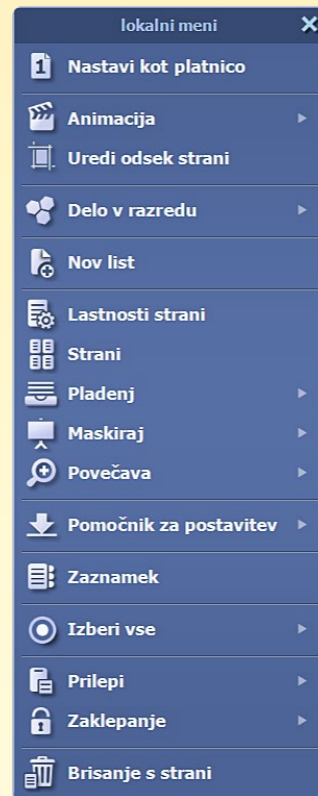 lokalni meni
1 Nastavi kot platnico
Animacija
Uredi odsek strani
Delo v razredu
Nov list
Lastnosti strani
Strani
Pladenj
Maskiraj
Povečava
Pomočnik za postavitev
Zaznamek
Izberi vse
Prilepi
Zaklepanje
Brisanje s strani